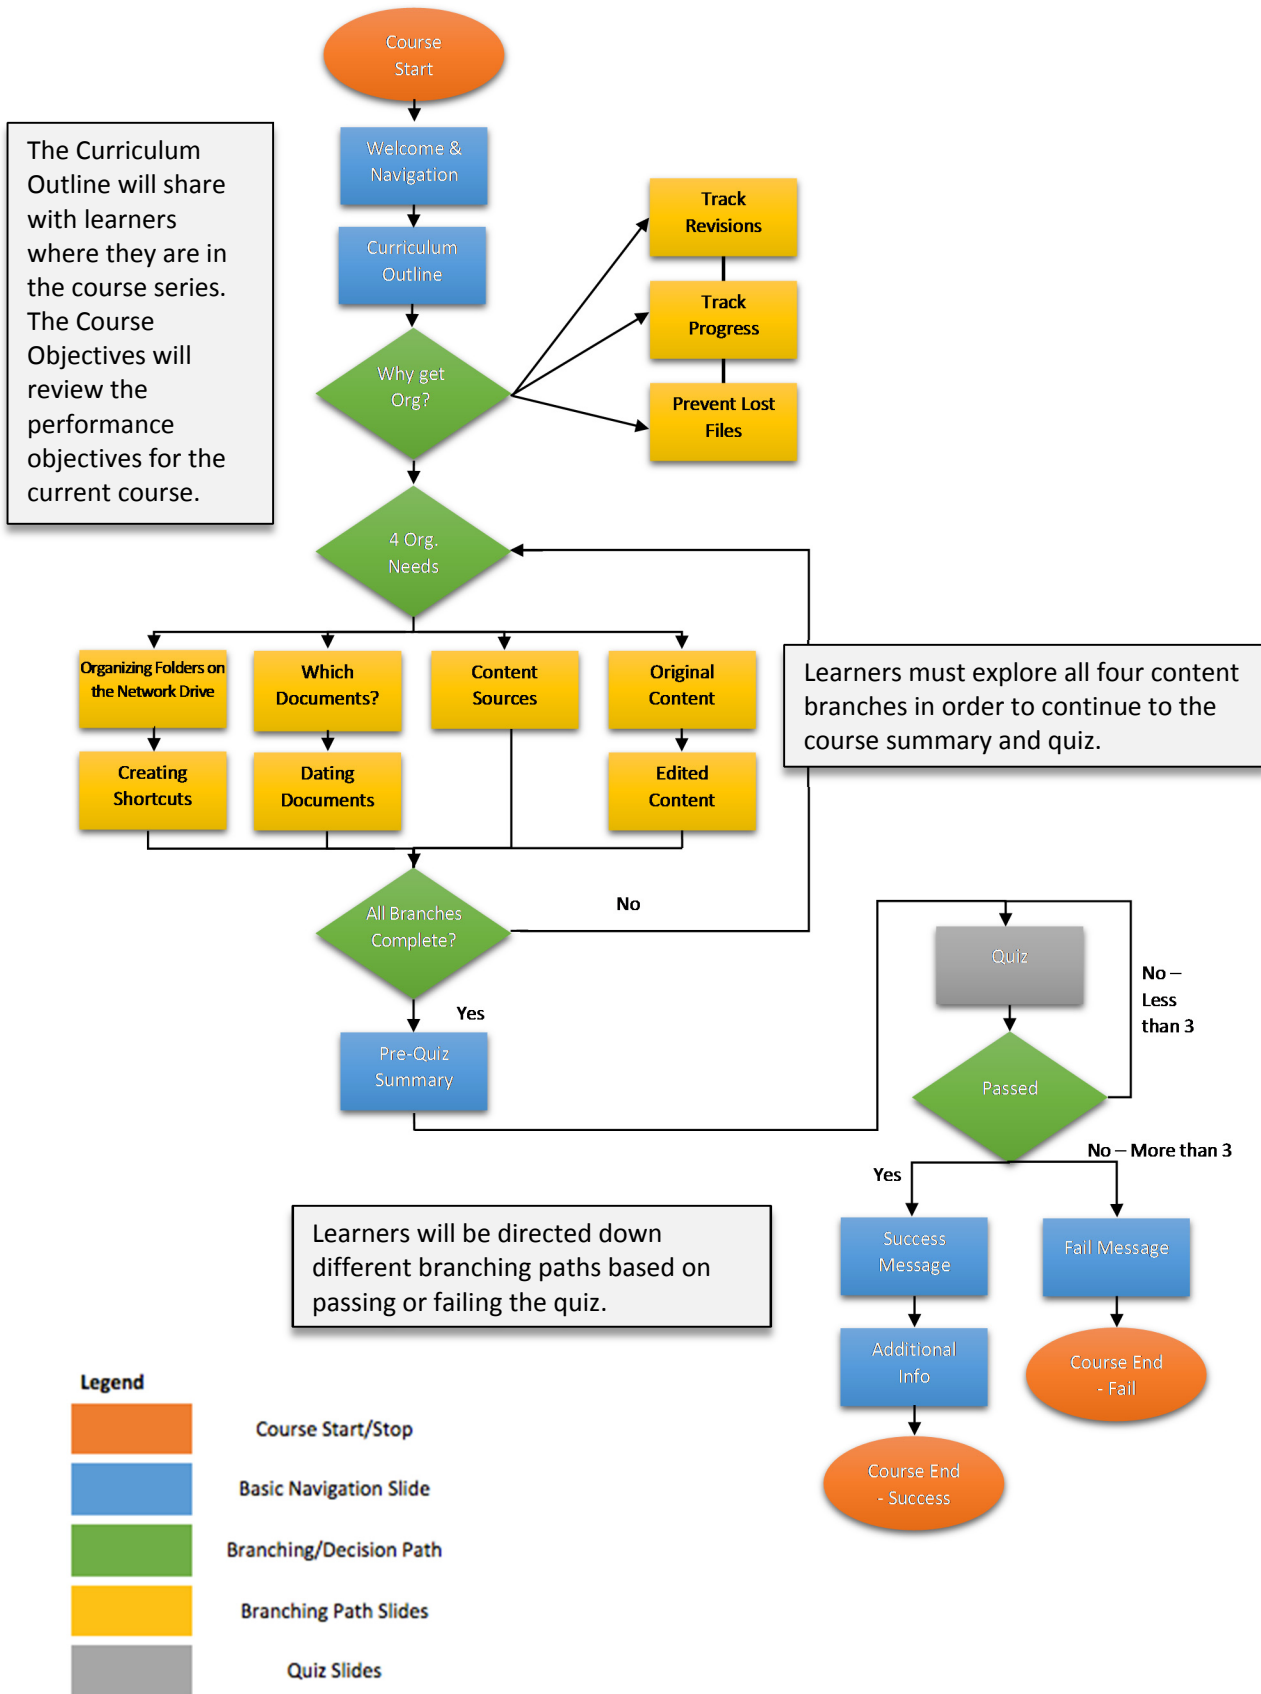 Course
Start
Welcome &
Navigation
The Curriculum
Outline will share
with learners
where they are in
the course series.
The Course
Objectives will
review the
performance
objectives for the
current course.
Curriculum
Outline
Track
Revisions
Track
Progress
Prevent Lost
Files
Why get
Org?
4 Org.
Needs
Organizing Folders on
the Network Drive
Which
Documents?
Content
Sources
Original
Content
Learners must explore all four content
branches in order to continue to the
course summary and quiz.
Creating
Shortcuts
Dating
Documents
Edited
Content
All Branches
Complete?
No
Yes
Pre-Quiz
Summary
Quiz
No –
Less
than 3
Passed
No – More than 3
Yes
Learners will be directed down
different branching paths based on
passing or failing the quiz.
Success
Message
Fail Message
Additional
Info
Course End
- Fail
Course End
- Success
Legend
Course Start/Stop
Basic Navigation Slide
Branching/Decision Path
Branching Path Slides
Quiz Slides